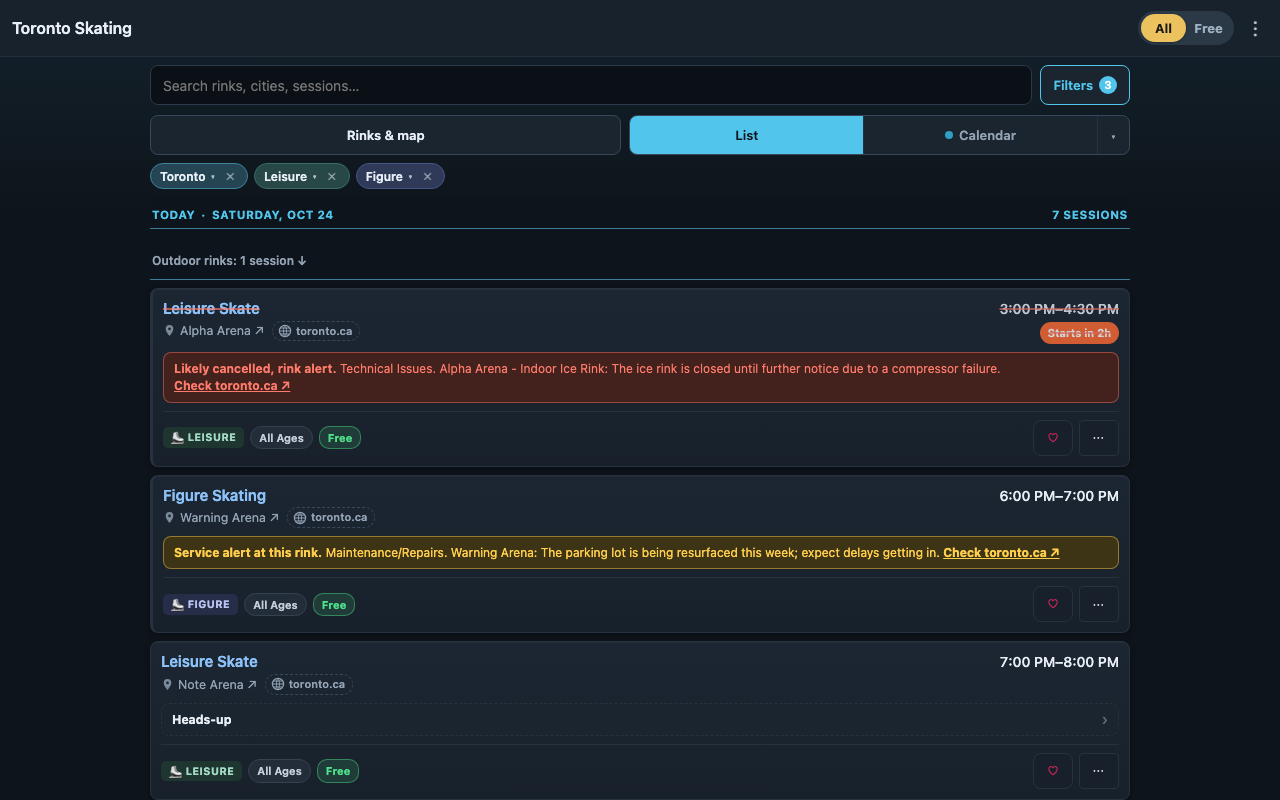 Toronto Skating
All Free
Search rinks, cities, sessions...
Filters 3
Rinks & map
List
Calendar
Toronto
Leisure
Figure
TODAY · SATURDAY, OCT 24
7 SESSIONS
Outdoor rinks: 1 session ↓
Leisure Skate
3:00 PM–4:30 PM
Alpha Arena ↗ toronto.ca
Starts in 2h
Likely cancelled, rink alert. Technical Issues. Alpha Arena - Indoor Ice Rink: The ice rink is closed until further notice due to a compressor failure.
Check toronto.ca ↗
LEISURE All Ages Free
Figure Skating
6:00 PM–7:00 PM
Warning Arena ↗ toronto.ca
Service alert at this rink. Maintenance/Repairs. Warning Arena: The parking lot is being resurfaced this week; expect delays getting in. Check toronto.ca ↗
FIGURE All Ages Free
Leisure Skate
7:00 PM–8:00 PM
Note Arena ↗ toronto.ca
Heads-up
LEISURE All Ages Free